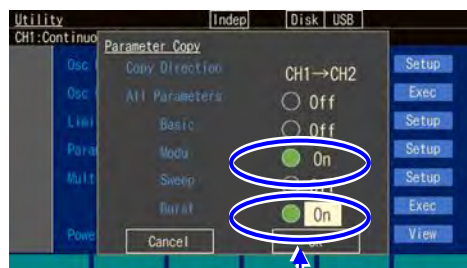 Utility Indep Disk USB
CH1:Continuo
Parameter Copy
Osc Copy Direction CH1→CH2 Setup
Osc All Parameters Off Exec
Limi Basic Off Setup
Para Modu On Setup
Mult Sweep Off Setup
Burst On Exec
Powe View
Cancel